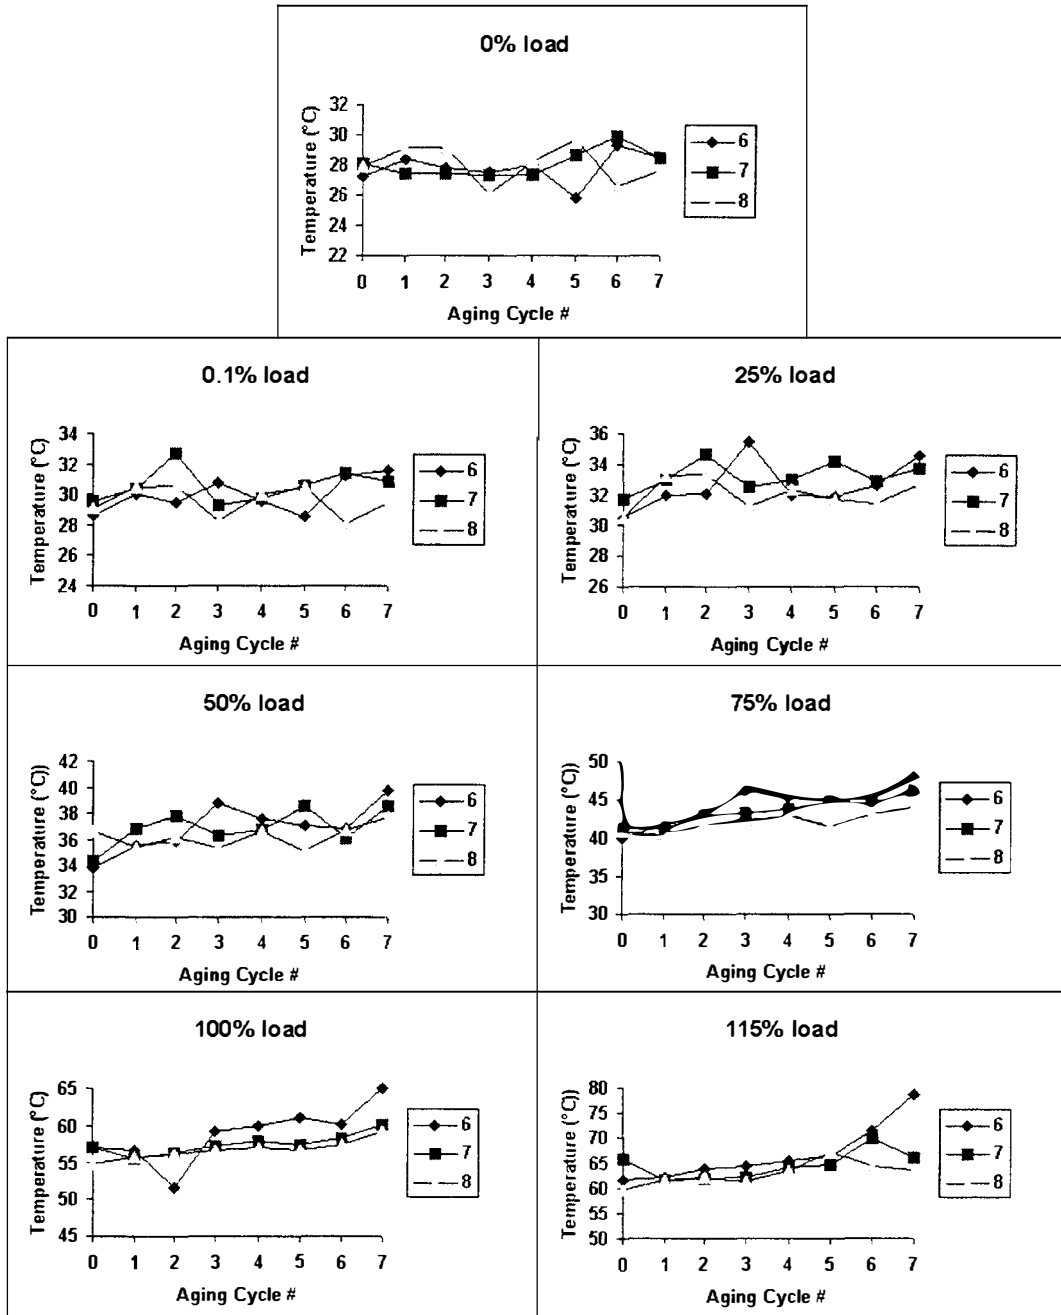 0% load
Temperature (°C)
32
30
28
26
24
22
0 1 2 3 4 5 6 7
Aging Cycle #
6
7
8
0.1% load
Temperature (°C)
34
32
30
28
26
24
0 1 2 3 4 5 6 7
Aging Cycle #
6
7
8
25% load
Temperature (°C)
36
34
32
30
28
26
0 1 2 3 4 5 6 7
Aging Cycle #
6
7
8
50% load
Temperature (°C))
42
40
38
36
34
32
30
0 1 2 3 4 5 6 7
Aging Cycle #
6
7
8
75% load
Temperature (°C))
50
45
40
35
30
0 1 2 3 4 5 6 7
Aging Cycle #
6
7
8
100% load
Temperature (°C)
65
60
55
50
45
0 1 2 3 4 5 6 7
Aging Cycle #
6
7
8
115% load
Temperature (°C))
80
75
70
65
60
55
50
0 1 2 3 4 5 6 7
Aging Cycle #
6
7
8